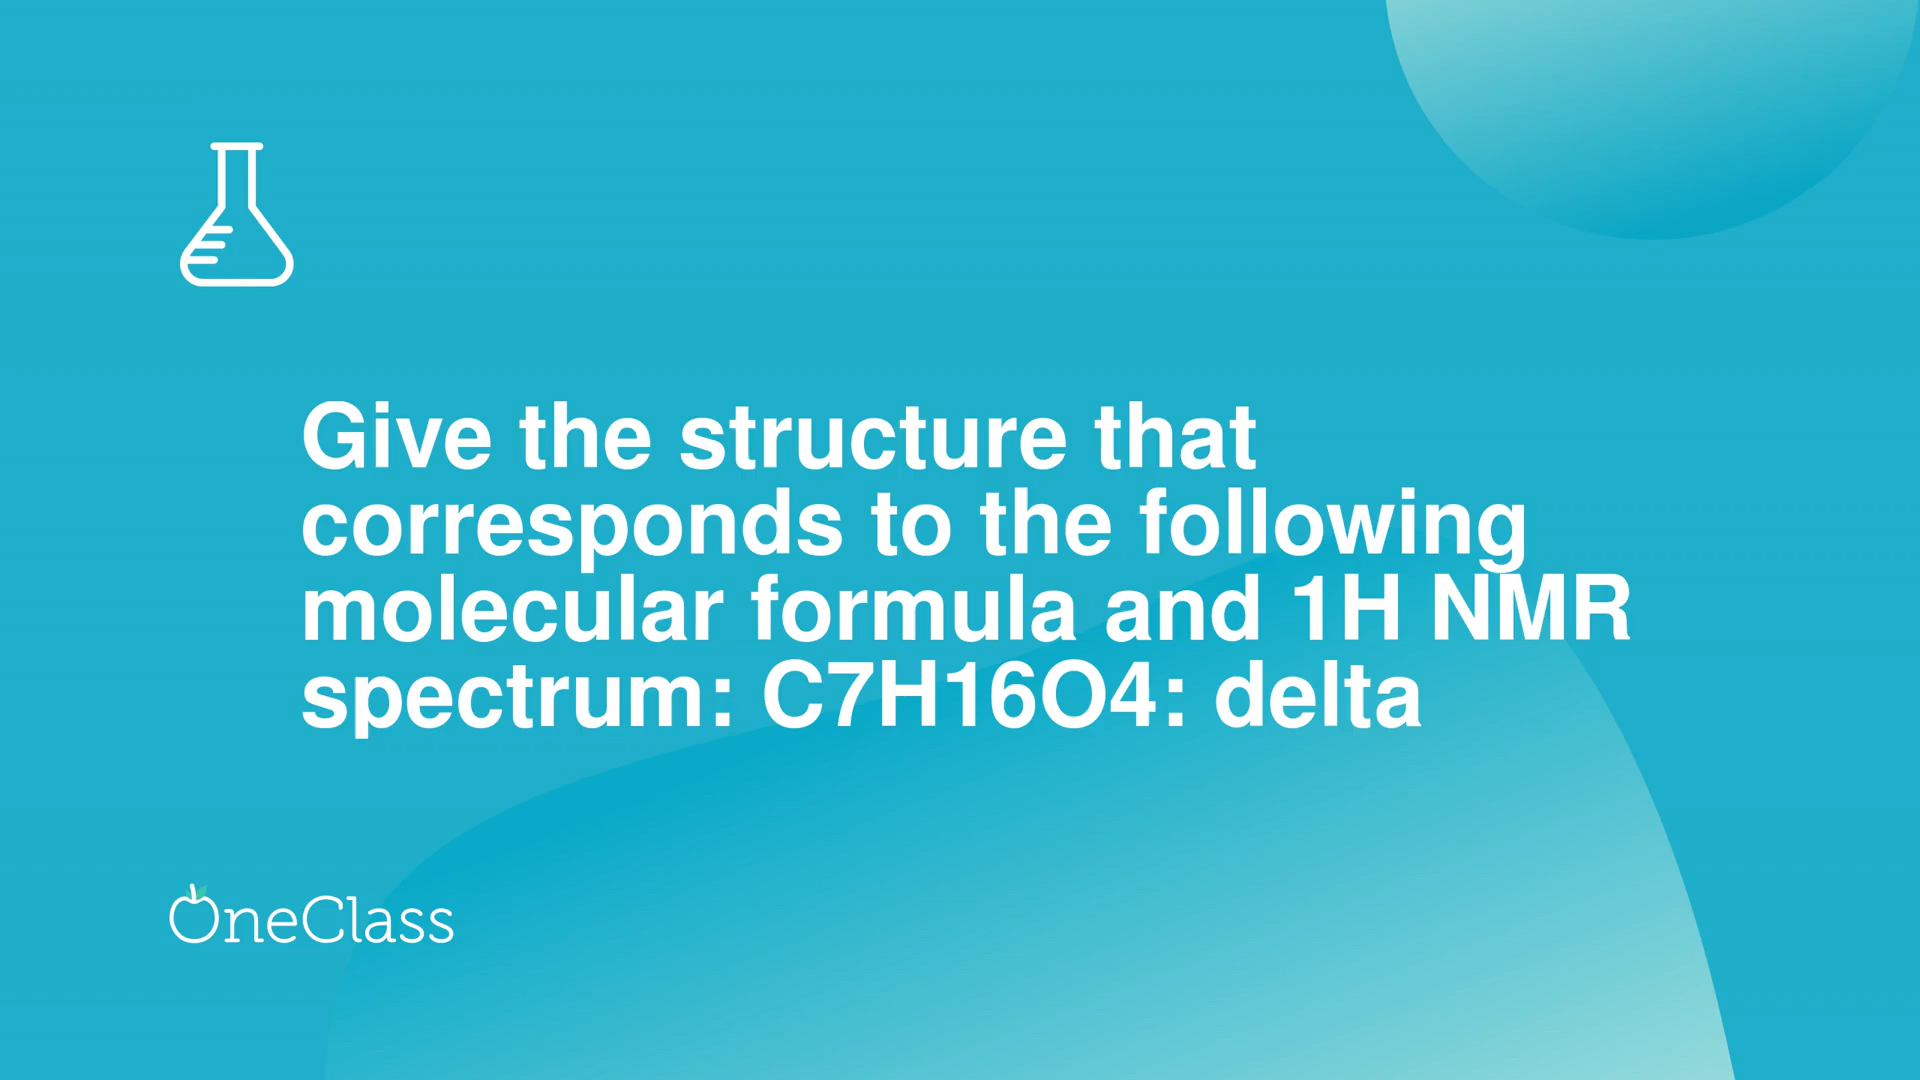 Give the structure that
corresponds to the following
molecular formula and 1H NMR
spectrum: C7H16O4: delta
OneClass